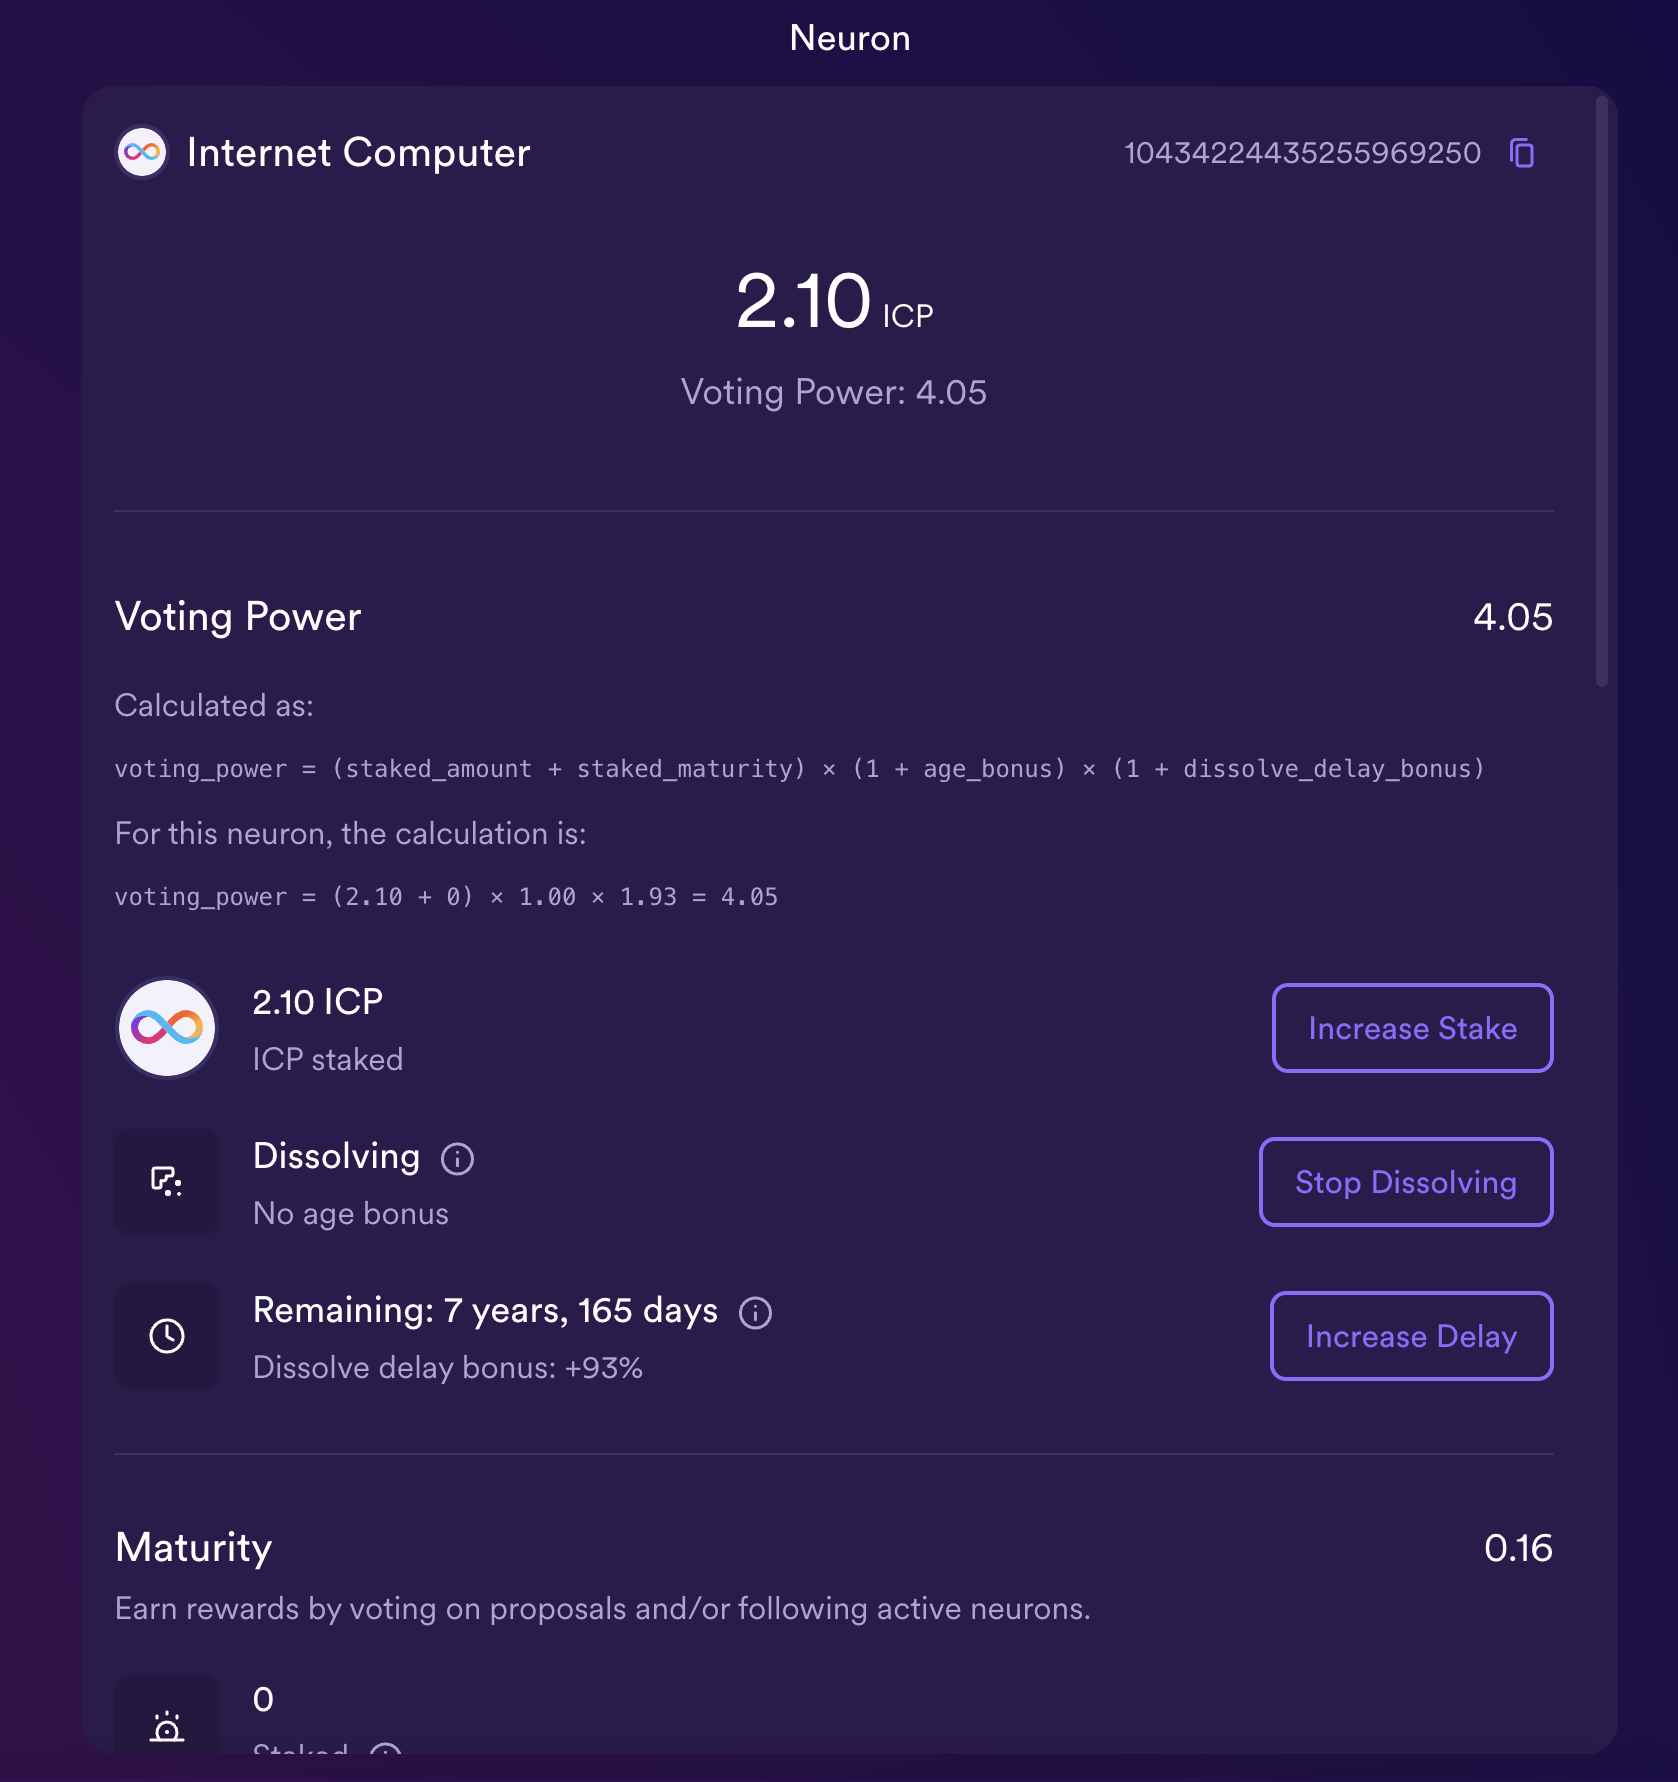 Neuron
Internet Computer
10434224435255969250
2.10 ICP
Voting Power: 4.05
Voting Power
4.05
Calculated as:
voting_power = (staked_amount + staked_maturity) × (1 + age_bonus) × (1 + dissolve_delay_bonus)
For this neuron, the calculation is:
voting_power = (2.10 + 0) × 1.00 × 1.93 = 4.05
2.10 ICP
ICP staked
Increase Stake
Dissolving
No age bonus
Stop Dissolving
Remaining: 7 years, 165 days
Dissolve delay bonus: +93%
Increase Delay
Maturity
0.16
Earn rewards by voting on proposals and/or following active neurons.
0
Staked